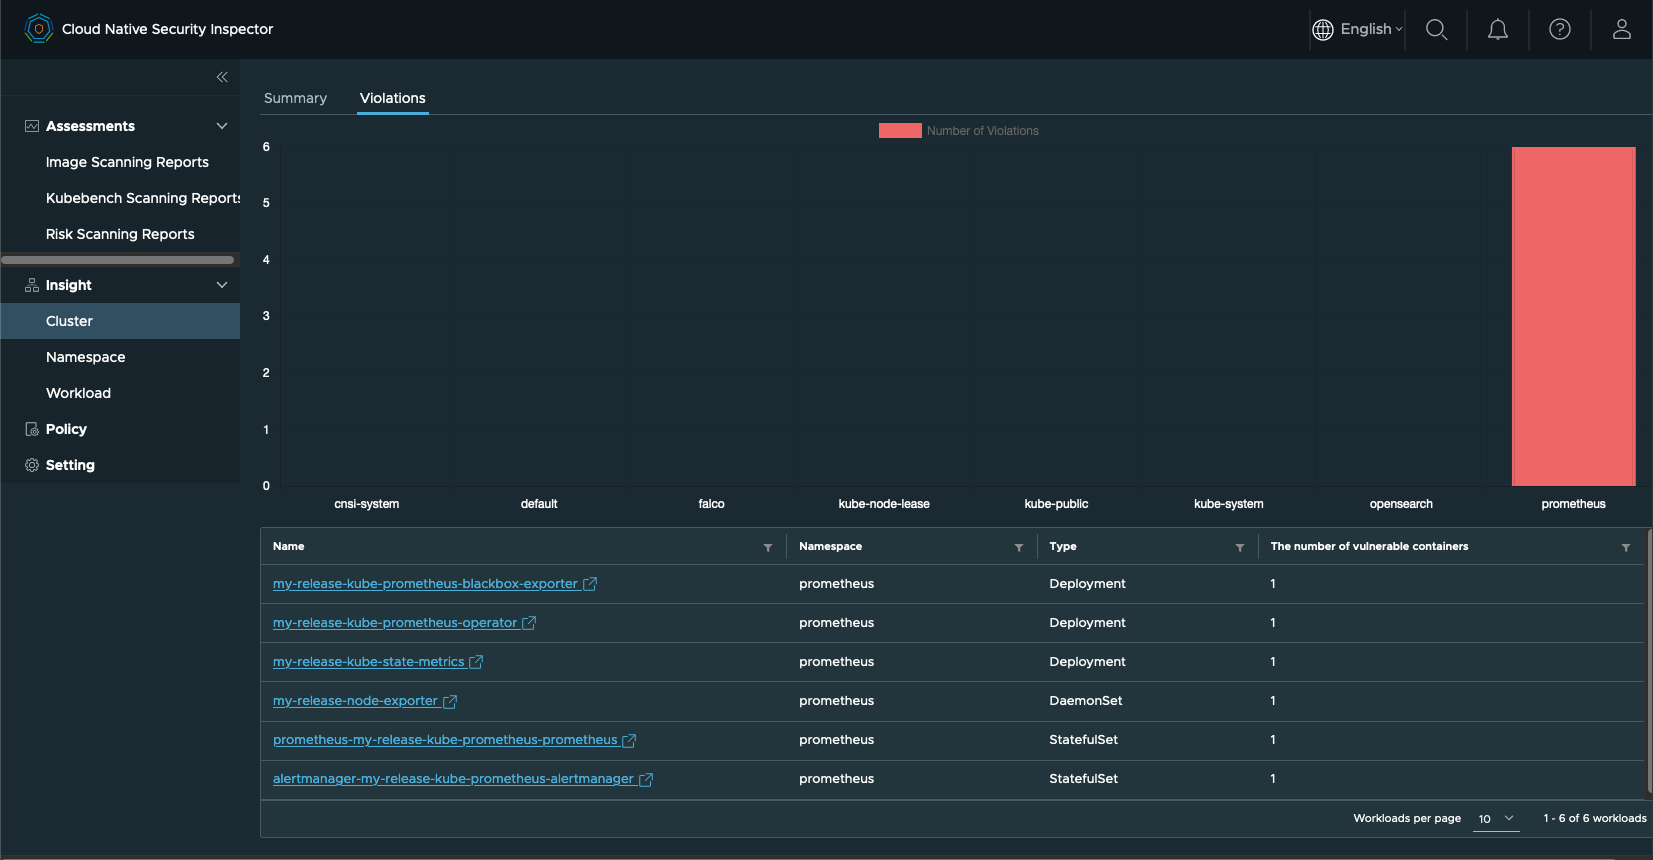 Cloud Native Security Inspector
English
Assessments
Image Scanning Reports
Kubebench Scanning Reports
Risk Scanning Reports
Insight
Cluster
Namespace
Workload
Policy
Setting
Summary Violations
Number of Violations
6
5
4
3
2
1
0
cnsi-system default falco kube-node-lease kube-public kube-system opensearch prometheus
Name Namespace Type The number of vulnerable containers
my-release-kube-prometheus-blackbox-exporter prometheus Deployment 1
my-release-kube-prometheus-operator prometheus Deployment 1
my-release-kube-state-metrics prometheus Deployment 1
my-release-node-exporter prometheus DaemonSet 1
prometheus-my-release-kube-prometheus-prometheus prometheus StatefulSet 1
alertmanager-my-release-kube-prometheus-alertmanager prometheus StatefulSet 1
Workloads per page 10 1 - 6 of 6 workloads